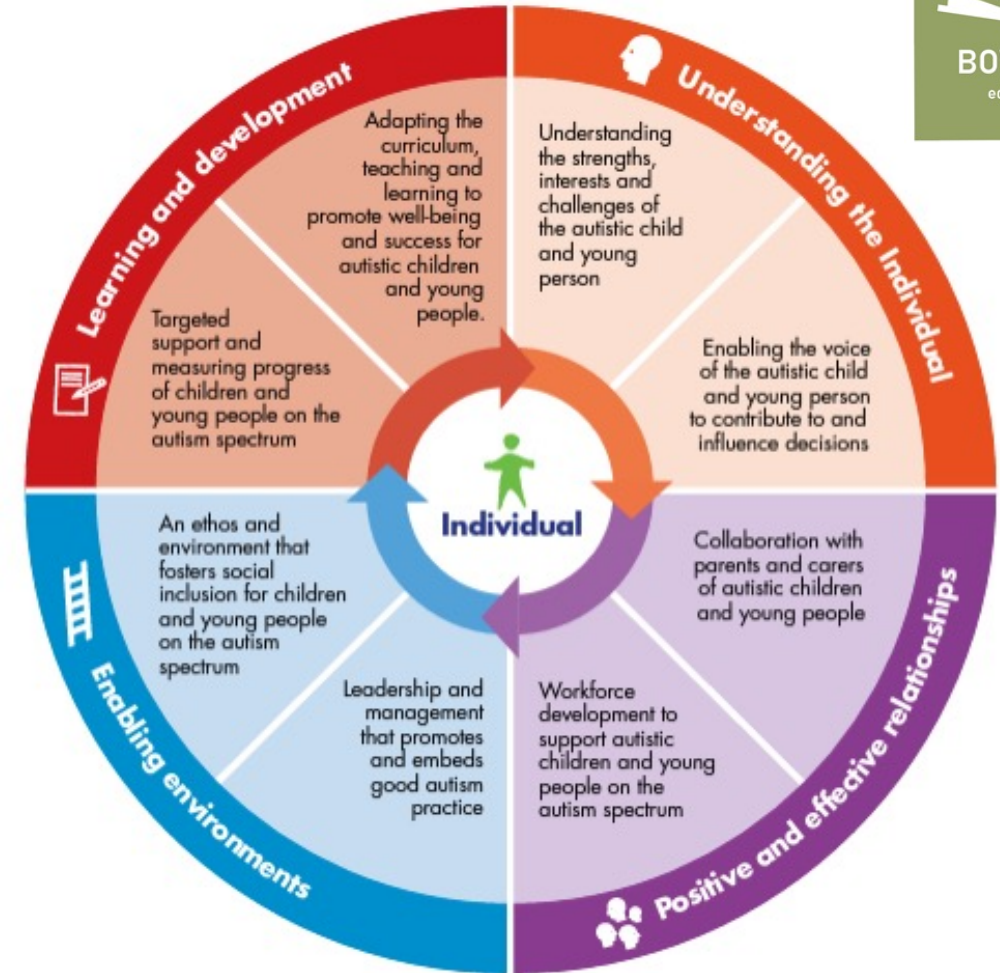 BO
Learning and development
Adapting the
curriculum,
teaching and
learning to
promote well-being
and success for
autistic children
and young
people.
Targeted
support and
measuring progress
of children and
young people on the
autism spectrum
Understanding the Individual
Understanding
the strengths,
interests and
challenges of
the autistic child
and young
person
Enabling the voice
of the autistic child
and young person
to contribute to and
influence decisions
Individual
Positive and effective relationships
Collaboration with
parents and carers
of autistic children
and young people
Workforce
development to
support autistic
children and young
people on the
autism spectrum
Enabling environments
Leadership and
management
that promotes
and embeds
good autism
practice
An ethos and
environment that
fosters social
inclusion for children
and young people
on the autism
spectrum